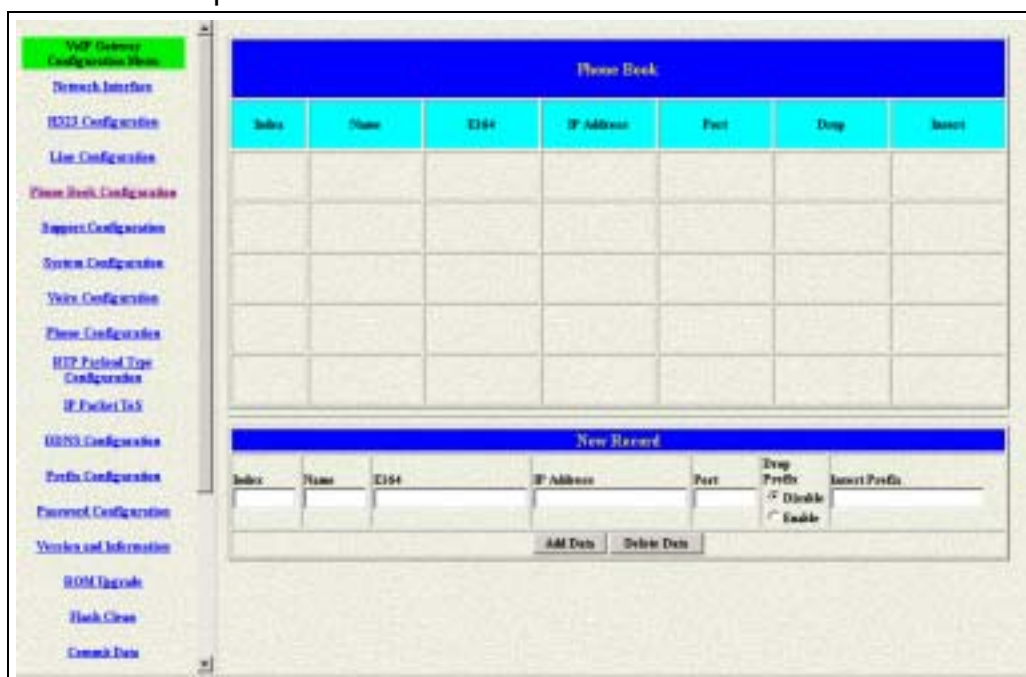 VoIP Gateway
Configuration Menu
Network Interface
H323 Configuration
Line Configuration
Phone Book Configuration
Support Configuration
System Configuration
Voice Configuration
Phone Configuration
RTP Payload Type
Configuration
IP Packet ToS
DDNS Configuration
Prefix Configuration
Password Configuration
Version and Information
ROM Upgrade
Flash Clean
Commit Data
Phone Book
Index Name E164 IP Address Port Drop Insert
New Record
Index Name E164 IP Address Port Drop Prefix Insert Prefix
Disable
Enable
Add Data Delete Data